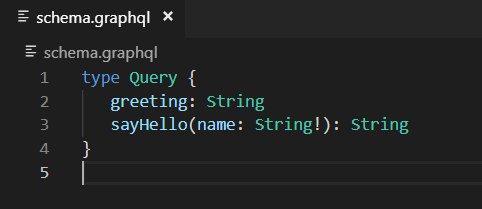 schema.graphql ×
schema.graphql
1 type Query {
2    greeting: String
3    sayHello(name: String!): String
4 }
5